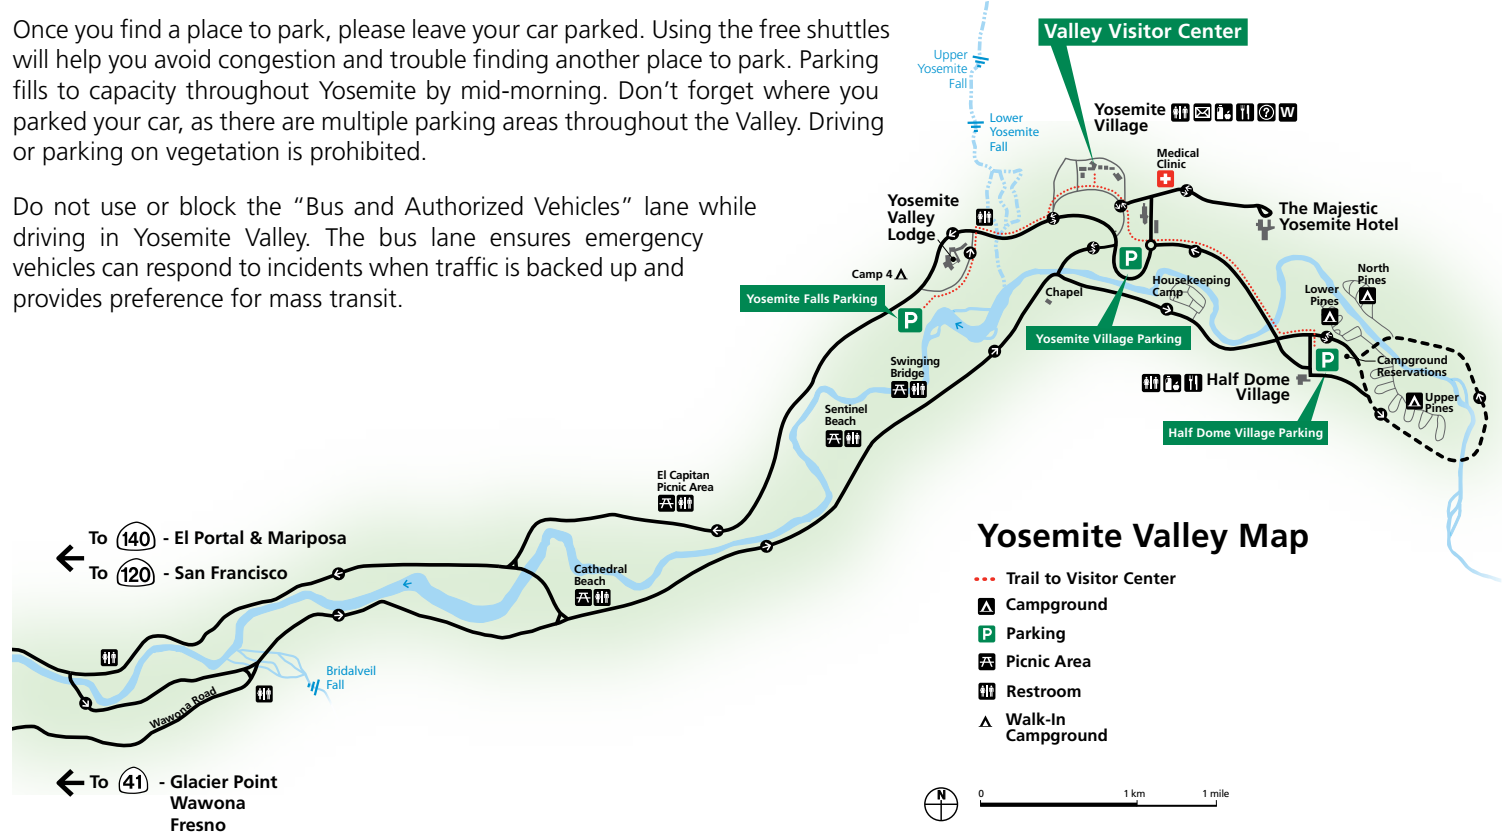 Once you find a place to park, please leave your car parked. Using the free shuttles
will help you avoid congestion and trouble finding another place to park. Parking
fills to capacity throughout Yosemite by mid-morning. Don’t forget where you
parked your car, as there are multiple parking areas throughout the Valley. Driving
or parking on vegetation is prohibited.
Do not use or block the “Bus and Authorized Vehicles” lane while
driving in Yosemite Valley. The bus lane ensures emergency
vehicles can respond to incidents when traffic is backed up and
provides preference for mass transit.
Valley Visitor Center
Upper
Yosemite
Fall
Lower
Yosemite
Fall
Yosemite
Village
W
Medical
Clinic
Yosemite
Valley
Lodge
The Majestic
Yosemite Hotel
Camp 4
Yosemite Falls Parking
P
P
Chapel
Housekeeping
Camp
North
Pines
Lower
Pines
Yosemite Village Parking
P
Campground
Reservations
Swinging
Bridge
Half Dome
Village
Upper
Pines
Sentinel
Beach
Half Dome Village Parking
El Capitan
Picnic Area
To 140 - El Portal & Mariposa
To 120 - San Francisco
Cathedral
Beach
Bridalveil
Fall
Wawona Road
To 41 - Glacier Point
Wawona
Fresno
Yosemite Valley Map
Trail to Visitor Center
Campground
P Parking
Picnic Area
Restroom
Walk-In
Campground
N
0 1 km 1 mile